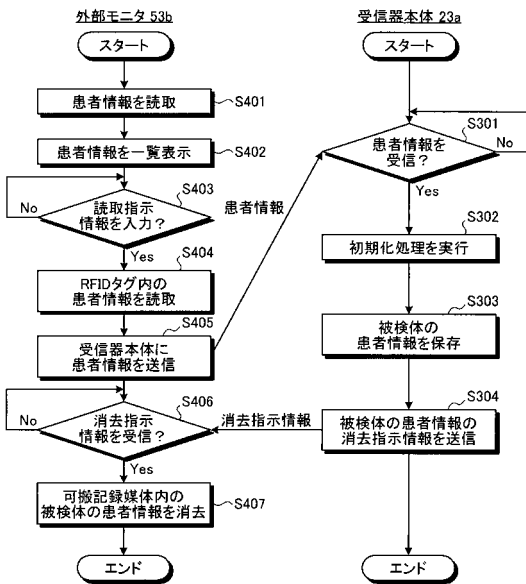 外部モニタ 53b
スタート
患者情報を読取
S401
患者情報を一覧表示
S402
S403
読取指示
情報を入力？
No
Yes
S404
RFIDタグ内の
患者情報を読取
S405
受信器本体に
患者情報を送信
S406
消去指示
情報を受信？
No
Yes
可搬記録媒体内の
被検体の患者情報を消去
S407
エンド
患者情報
消去指示情報
受信器本体 23a
スタート
S301
患者情報を
受信？
No
Yes
S302
初期化処理を実行
S303
被検体の
患者情報を保存
S304
被検体の患者情報の
消去指示情報を送信
エンド